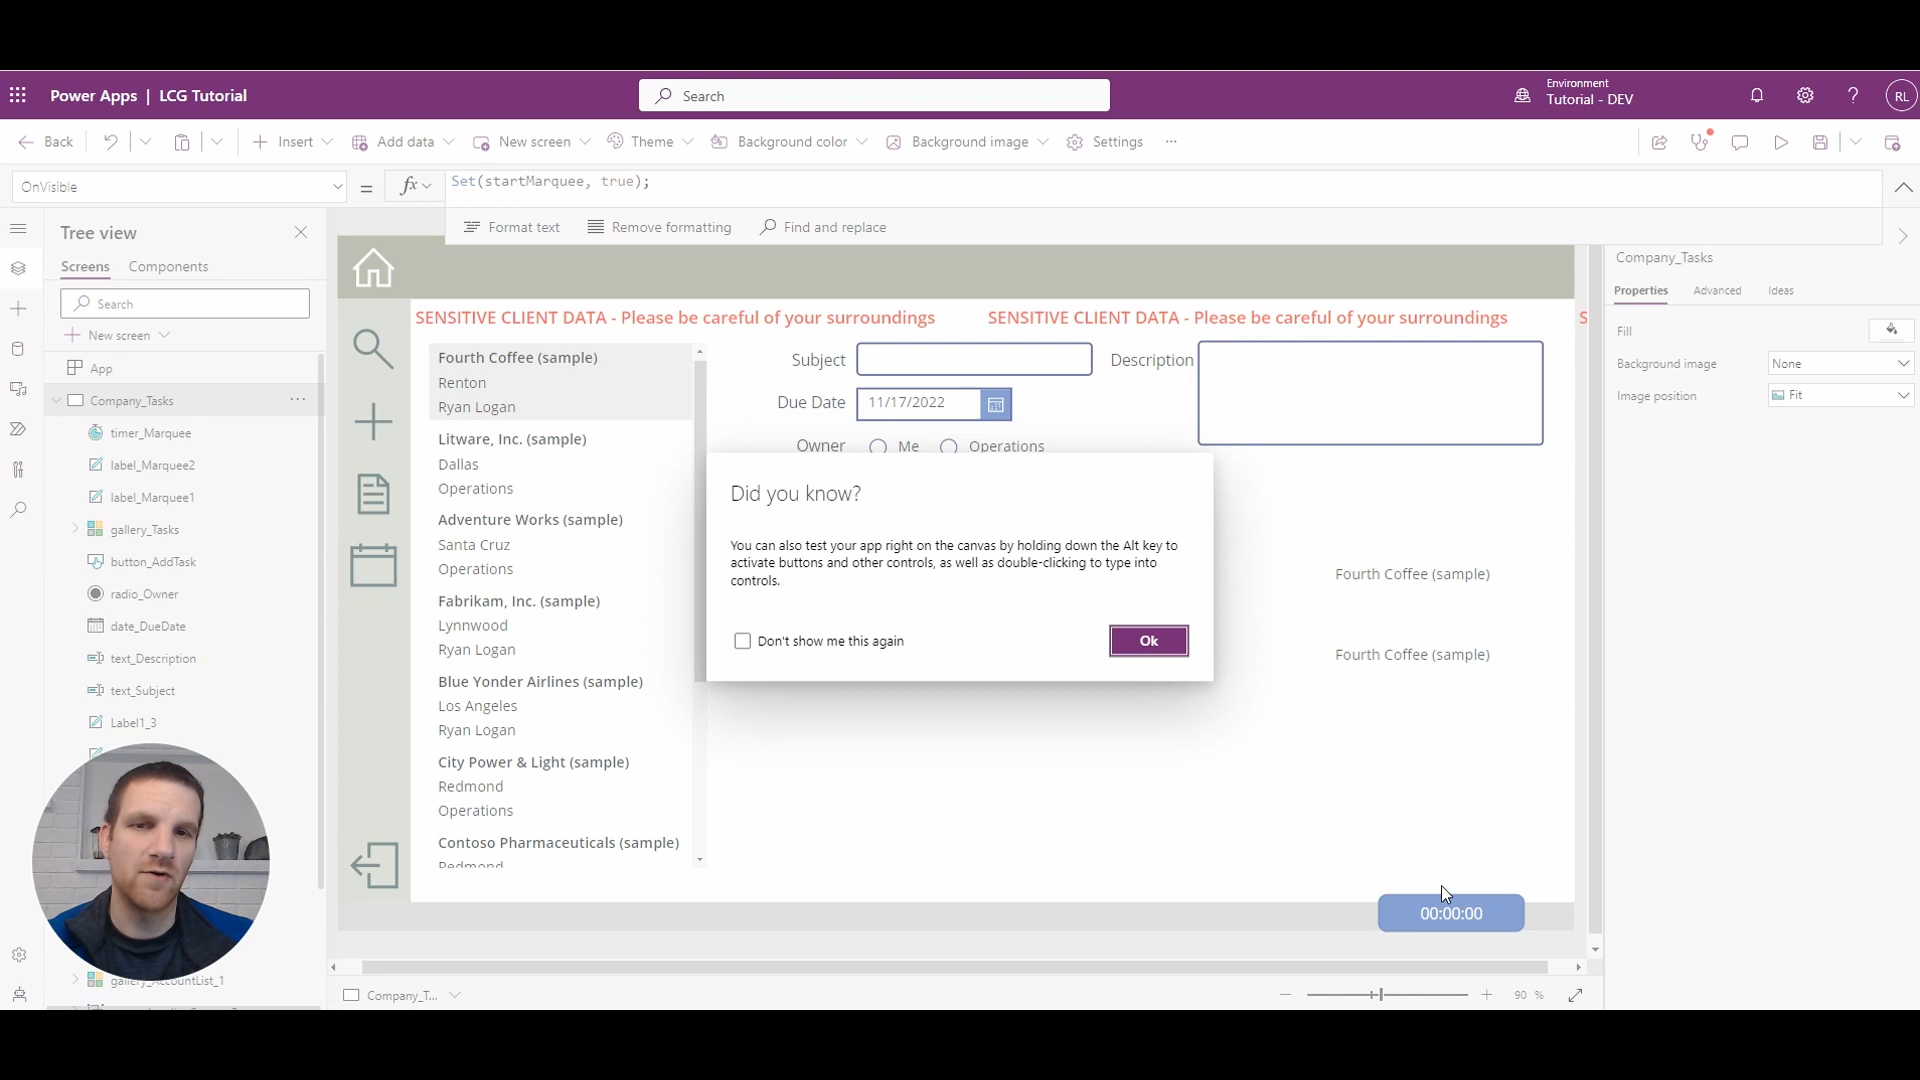 Power Apps | LCG Tutorial
Search
Environment
Tutorial - DEV
RL
Back
Insert
Add data
New screen
Theme
Background color
Background image
Settings
OnVisible
=
fx
Set(startMarquee, true);
Format text
Remove formatting
Find and replace
Tree view
Screens
Components
Search
New screen
App
Company_Tasks
timer_Marquee
label_Marquee2
label_Marquee1
gallery_Tasks
button_AddTask
radio_Owner
date_DueDate
text_Description
text_Subject
Label1_3
gallery_AccountList_1
SENSITIVE CLIENT DATA - Please be careful of your surroundings
SENSITIVE CLIENT DATA - Please be careful of your surroundings
S
Fourth Coffee (sample)
Renton
Ryan Logan
Litware, Inc. (sample)
Dallas
Operations
Adventure Works (sample)
Santa Cruz
Operations
Fabrikam, Inc. (sample)
Lynnwood
Ryan Logan
Blue Yonder Airlines (sample)
Los Angeles
Ryan Logan
City Power & Light (sample)
Redmond
Operations
Contoso Pharmaceuticals (sample)
Redmond
Subject
Description
Due Date
11/17/2022
Owner
Me
Operations
Did you know?
You can also test your app right on the canvas by holding down the Alt key to
activate buttons and other controls, as well as double-clicking to type into
controls.
Don't show me this again
Ok
Fourth Coffee (sample)
Fourth Coffee (sample)
00:00:00
Company_T...
90 %
Company_Tasks
Properties
Advanced
Ideas
Fill
Background image
None
Image position
Fit